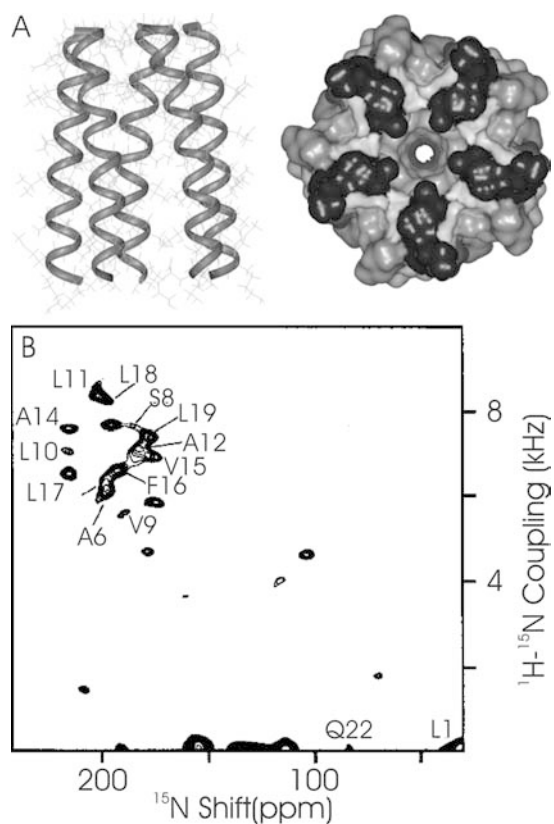 A
B
L11
L18
S8
A14
L19
L10
A12
V15
L17
F16
A6
V9
8
4
¹H-¹⁵N Coupling (kHz)
Q22
L1
200
100
¹⁵N Shift(ppm)